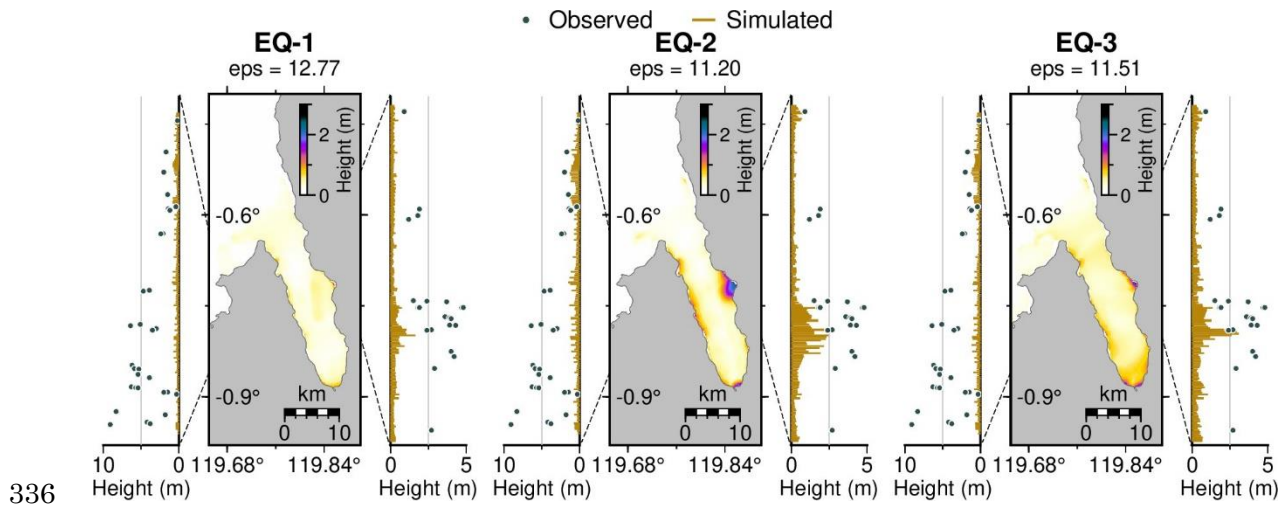 Observed Simulated
EQ-1 EQ-2 EQ-3
eps = 12.77 eps = 11.20 eps = 11.51
2 2 2
0 0 0
Height (m) Height (m) Height (m)
-0.6° -0.6° -0.6°
-0.9° -0.9° -0.9°
km km km
0 10 0 10 0 10
10 0 119.68° 119.84° 0 5 10 0 119.68° 119.84° 0 5 10 0 119.68° 119.84° 0 5
336 Height (m) Height (m) Height (m) Height (m) Height (m) Height (m)